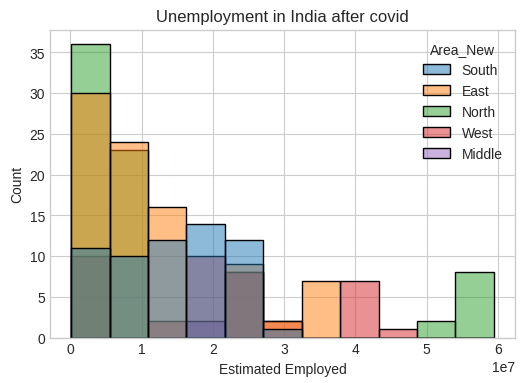 Unemployment in India after covid
Area_New
South
East
North
West
Middle
Count
35
30
25
20
15
10
5
0
0
1
2
3
4
5
6
1e7
Estimated Employed